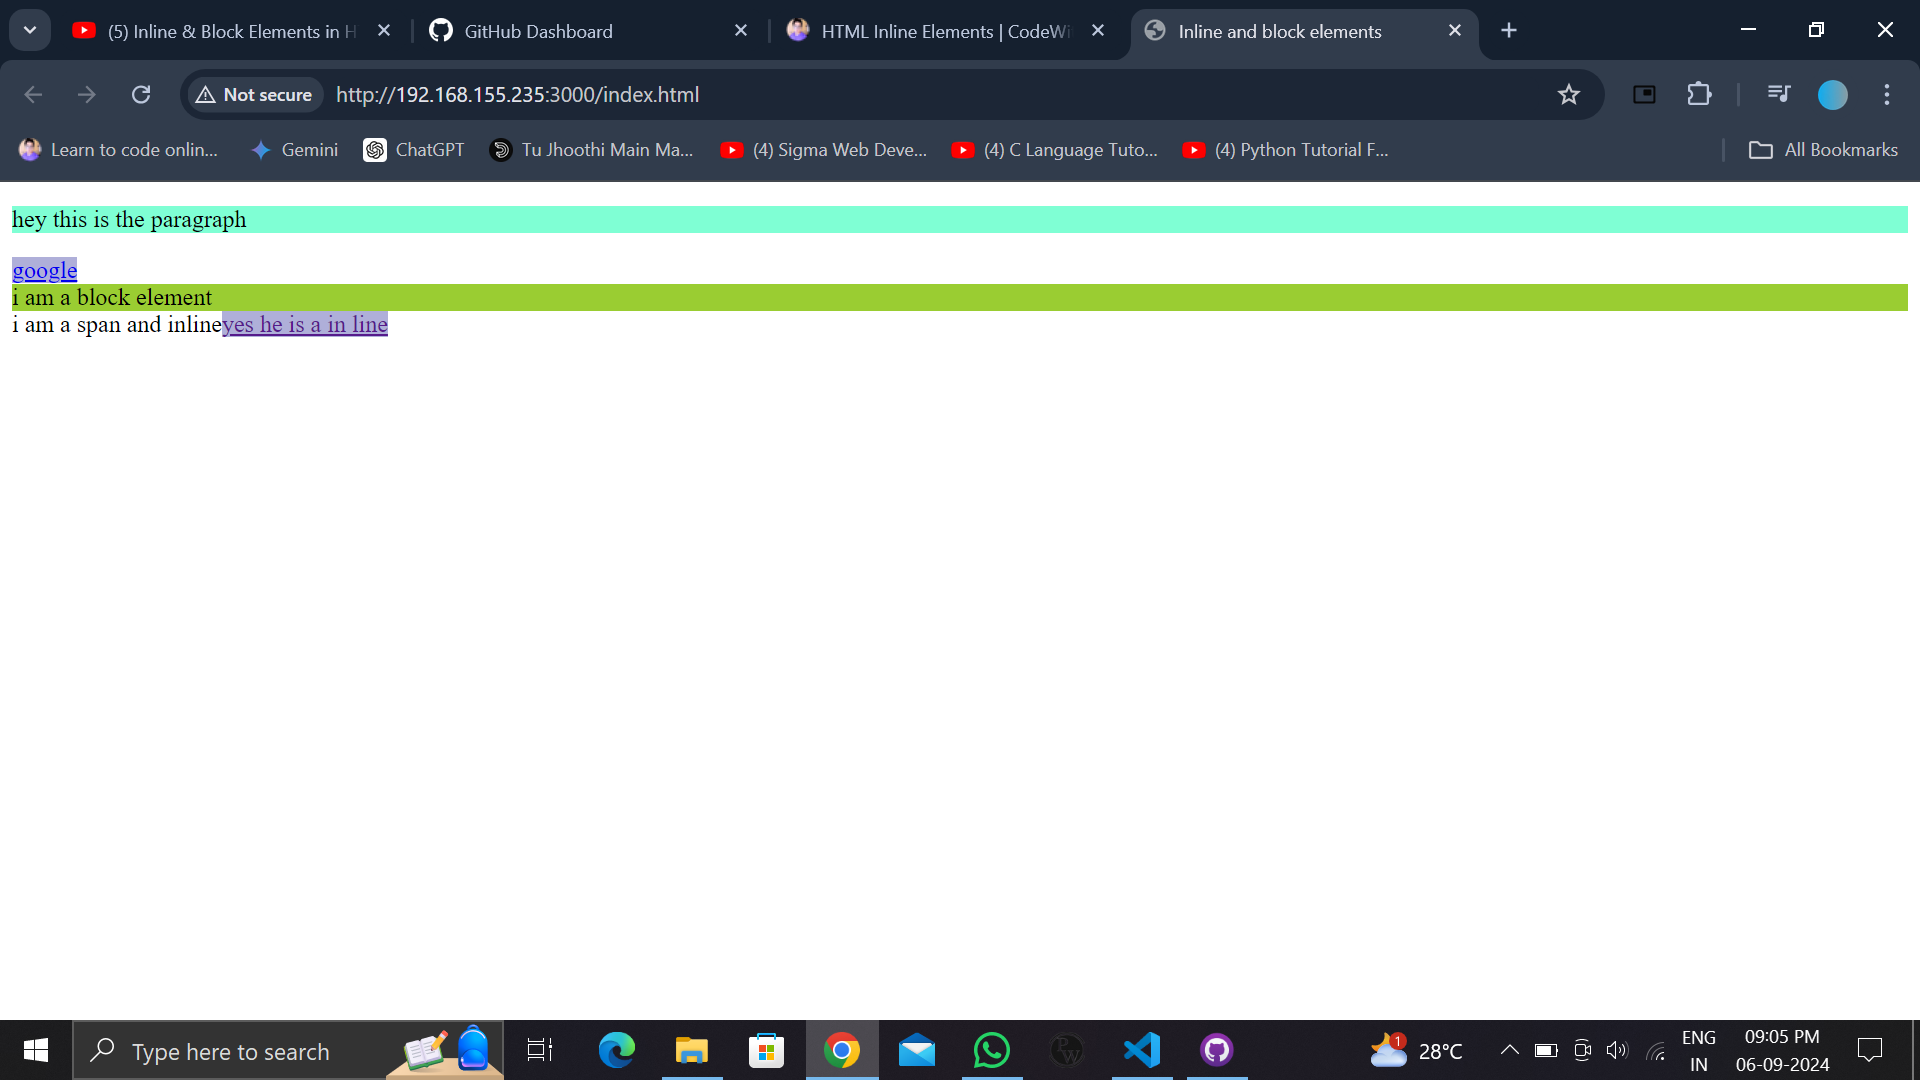 (5) Inline & Block Elements in H
GitHub Dashboard
HTML Inline Elements | CodeWi
Inline and block elements
Not secure
http://192.168.155.235:3000/index.html
Learn to code onlin...
Gemini
ChatGPT
Tu Jhoothi Main Ma...
(4) Sigma Web Deve...
(4) C Language Tuto...
(4) Python Tutorial F...
All Bookmarks
hey this is the paragraph
google
i am a block element
i am a span and inlineyes he is a in line
Type here to search
PW
1
28°C
ENG
IN
09:05 PM
06-09-2024